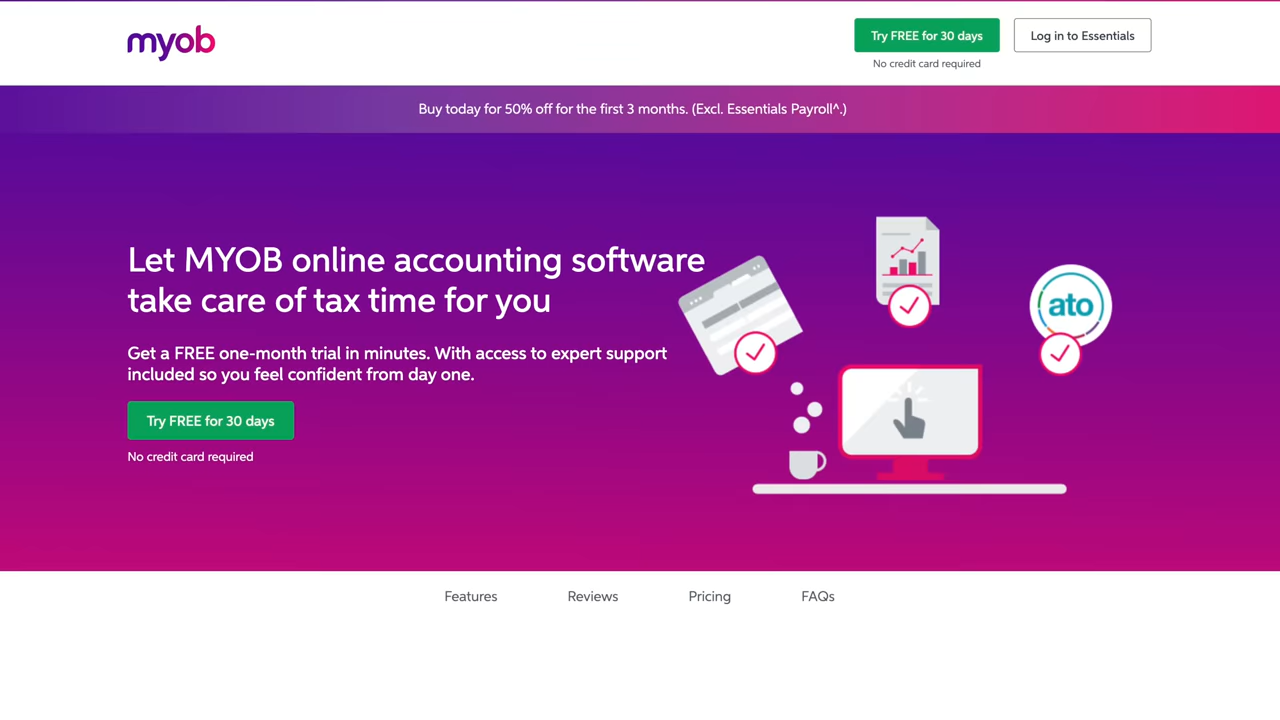 myob
Try FREE for 30 days
Log in to Essentials
No credit card required
Buy today for 50% off for the first 3 months. (Excl. Essentials Payroll^.)
Let MYOB online accounting software
take care of tax time for you
Get a FREE one-month trial in minutes. With access to expert support
included so you feel confident from day one.
Try FREE for 30 days
No credit card required
ato
Features
Reviews
Pricing
FAQs